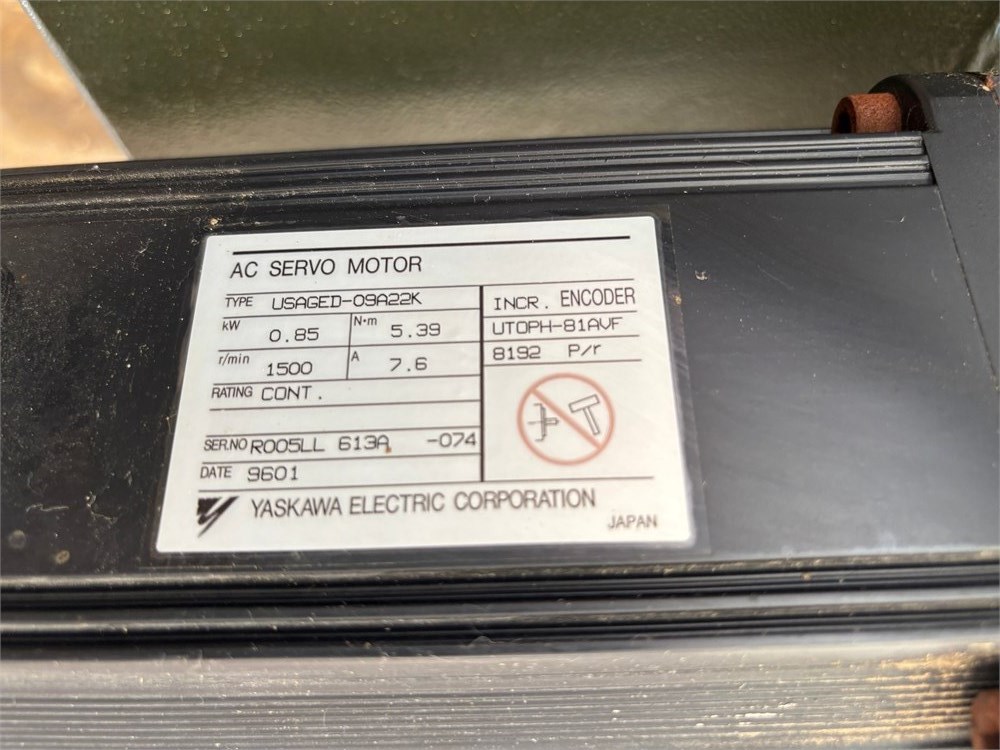 AC SERVO MOTOR
TYPE USAGED-09A22K
kW 0.85 N·m 5.39
r/min 1500 A 7.6
RATING CONT.
SER.NO R005LL 613A -074
DATE 9601
INCR. ENCODER
UTOPH-81AVF
8192 P/r
YASKAWA ELECTRIC CORPORATION
JAPAN